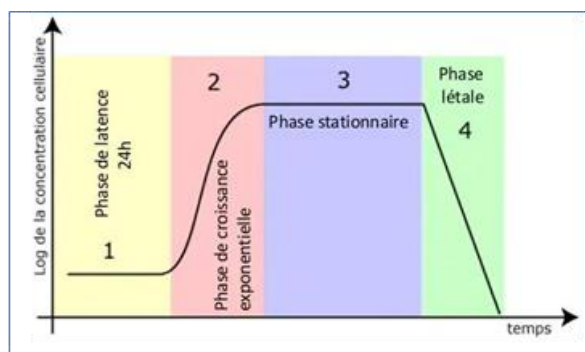 Log de la concentration cellulaire
Phase de latence
24h
1
2
Phase de croissance
exponentielle
3
Phase stationnaire
Phase
létale
4
temps